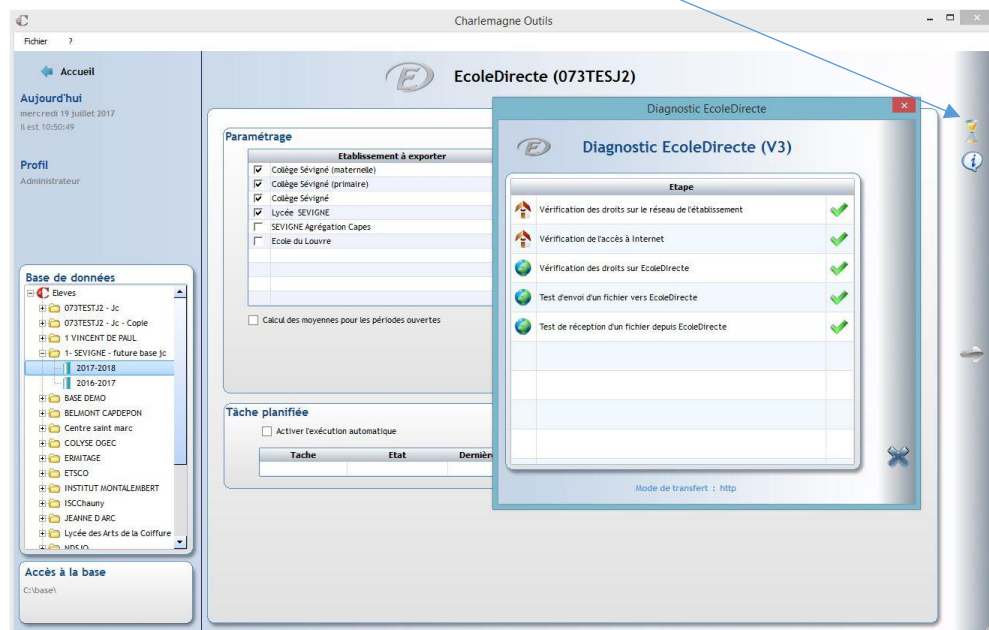 Charlemagne Outils
Fichier ?
Accueil
Aujourd'hui
mercredi 19 juillet 2017
Il est 10:50:49
Profil
Administrateur
Base de données
Eleves
073TESTJ2 - Jc
073TESTJ2 - Jc - Copie
1 VINCENT DE PAUL
1- SEVIGNE - future base jc
2017-2018
2016-2017
BASE DEMO
BELMONT CAPDEPON
Centre saint marc
COLYSE OGEC
ERMITAGE
ETSCO
INSTITUT MONTALEMBERT
ISCChauny
JEANNE D ARC
Lycée des Arts de la Coiffure
Accès à la base
C:\base\
EcoleDirecte (073TESJ2)
Paramétrage
Etablissement à exporter
Collège Sévigné (maternelle)
Collège Sévigné (primaire)
Collège Sévigné
Lycée SEVIGNE
SEVIGNE Agrégation Capes
Ecole du Louvre
Calcul des moyennes pour les périodes ouvertes
Tâche planifiée
Activer l'exécution automatique
Tache Etat Dernièr
Diagnostic EcoleDirecte
Diagnostic EcoleDirecte (V3)
Etape
Vérification des droits sur le réseau de l'établissement
Vérification de l'accès à Internet
Vérification des droits sur EcoleDirecte
Test d'envoi d'un fichier vers EcoleDirecte
Test de réception d'un fichier depuis EcoleDirecte
Mode de transfert : http